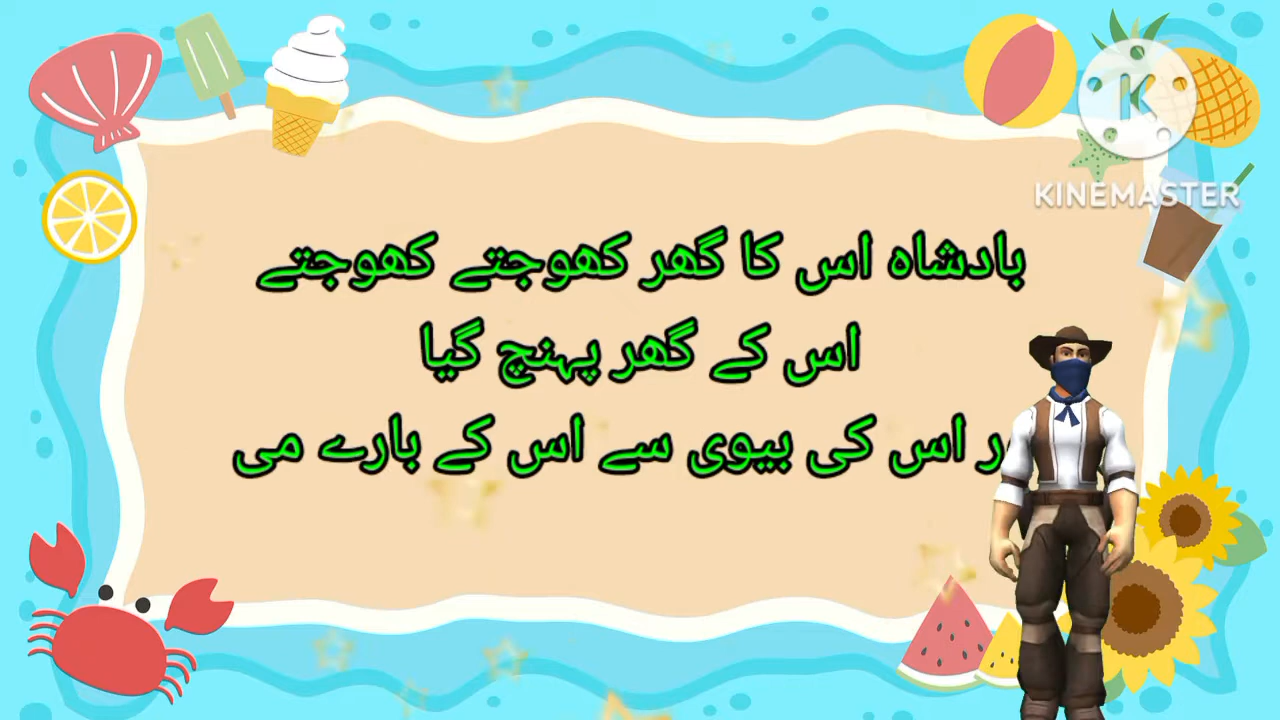 KINEMASTER
بادشاہ اس کا گھر کھوجتے کھوجتے
اس کے گھر پہنچ گیا
اس کی بیوی سے اس کے بارے می